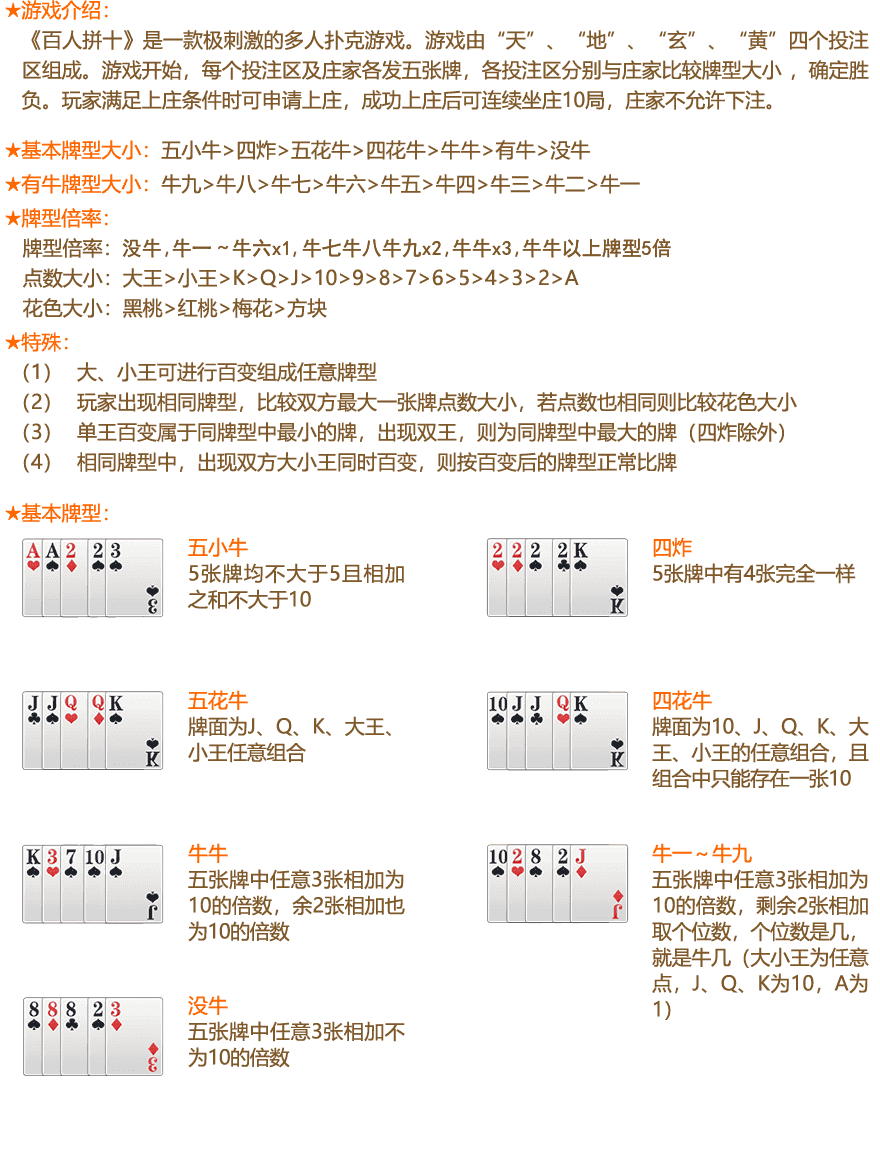 ★游戏介绍：
《百人拼十》是一款极刺激的多人扑克游戏。游戏由“天”、“地”、“玄”、“黄”四个投注
区组成。游戏开始，每个投注区及庄家各发五张牌，各投注区分别与庄家比较牌型大小 ，确定胜
负。玩家满足上庄条件时可申请上庄，成功上庄后可连续坐庄10局，庄家不允许下注。
★基本牌型大小：五小牛>四炸>五花牛>四花牛>牛牛>有牛>没牛
★有牛牌型大小：牛九>牛八>牛七>牛六>牛五>牛四>牛三>牛二>牛一
★牌型倍率：
牌型倍率：没牛,牛一～牛六x1,牛七牛八牛九x2,牛牛x3,牛牛以上牌型5倍
点数大小：大王>小王>K>Q>J>10>9>8>7>6>5>4>3>2>A
花色大小：黑桃>红桃>梅花>方块
★特殊：
（1） 大、小王可进行百变组成任意牌型
（2） 玩家出现相同牌型，比较双方最大一张牌点数大小，若点数也相同则比较花色大小
（3） 单王百变属于同牌型中最小的牌，出现双王，则为同牌型中最大的牌（四炸除外）
（4） 相同牌型中，出现双方大小王同时百变，则按百变后的牌型正常比牌
★基本牌型：
A A 2 2 3
3
五小牛
5张牌均不大于5且相加
之和不大于10
2 2 2 2 K
K
四炸
5张牌中有4张完全一样
J J Q Q K
K
五花牛
牌面为J、Q、K、大王、
小王任意组合
10 J J Q K
K
四花牛
牌面为10、J、Q、K、大
王、小王的任意组合，且
组合中只能存在一张10
K 3 7 10 J
J
牛牛
五张牌中任意3张相加为
10的倍数，余2张相加也
为10的倍数
10 2 8 2 J
J
牛一～牛九
五张牌中任意3张相加为
10的倍数，剩余2张相加
取个位数，个位数是几，
就是牛几（大小王为任意
点，J、Q、K为10，A为
1）
8 8 8 2 3
3
没牛
五张牌中任意3张相加不
为10的倍数